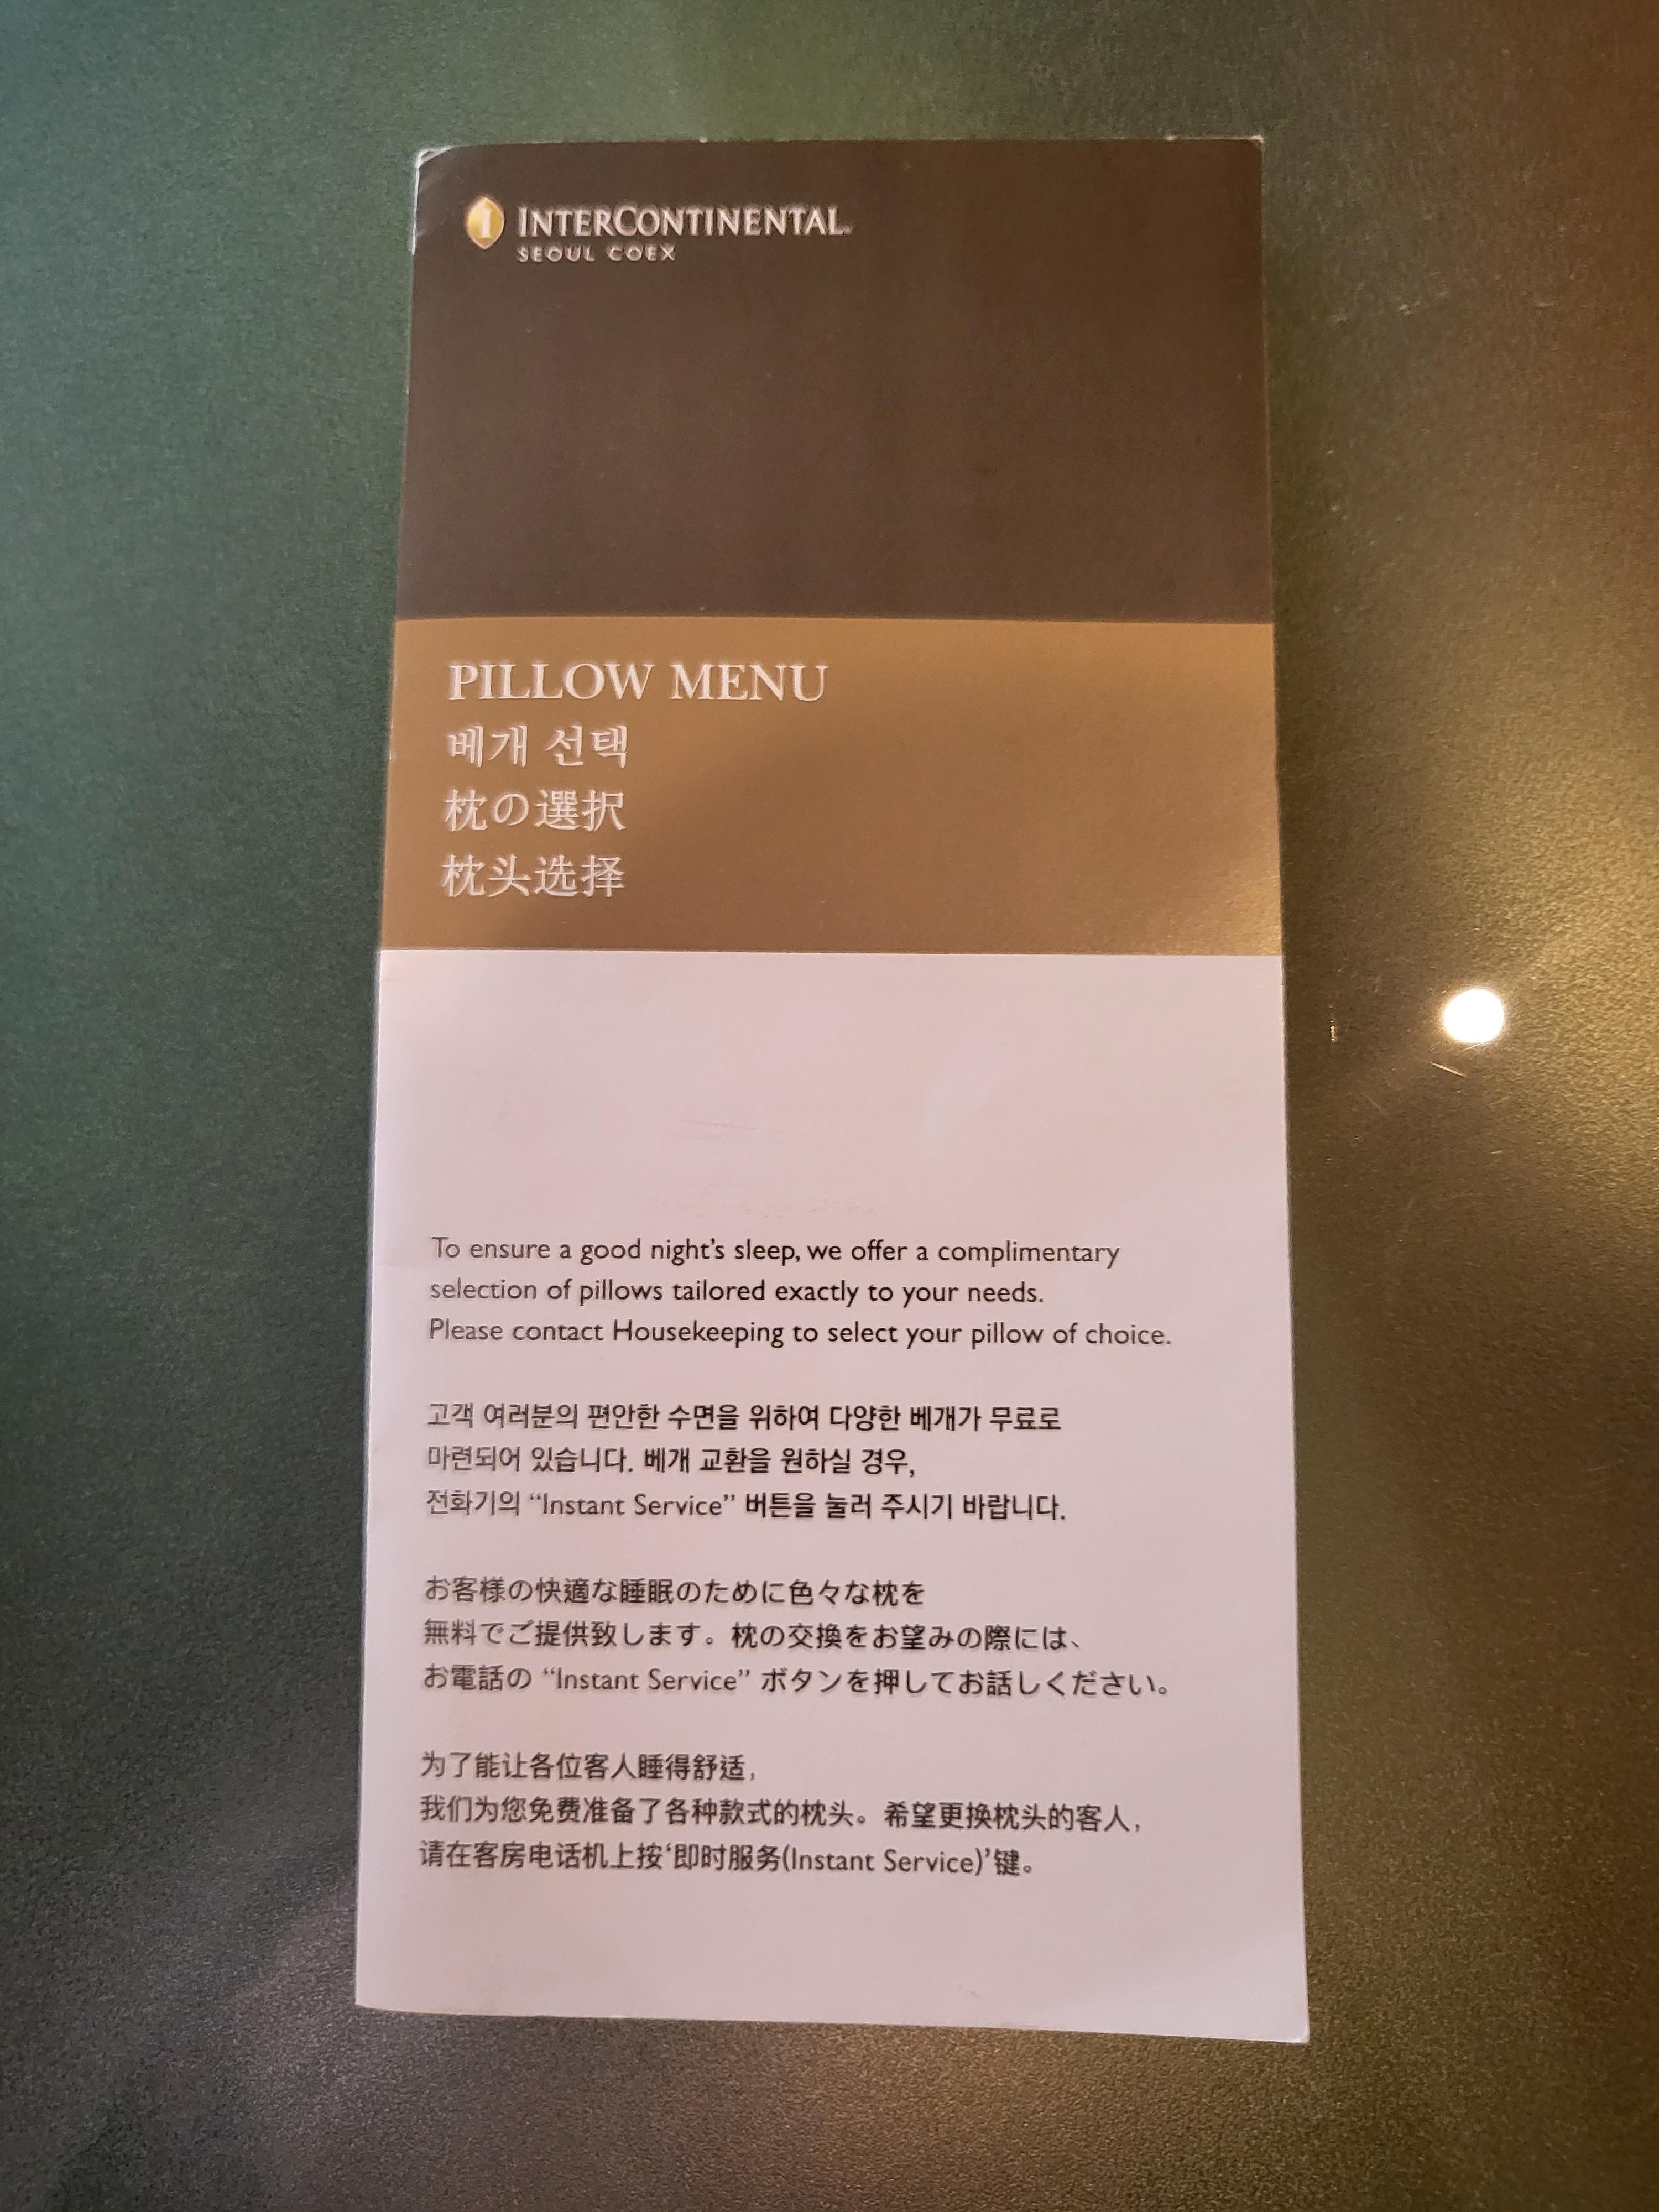 INTERCONTINENTAL
SEOUL COEX
PILLOW MENU
베개 선택
枕の選択
枕头选择
To ensure a good night's sleep, we offer a complimentary
selection of pillows tailored exactly to your needs.
Please contact Housekeeping to select your pillow of choice.
고객 여러분의 편안한 수면을 위하여 다양한 베개가 무료로
마련되어 있습니다. 베개 교환을 원하실 경우,
전화기의 “Instant Service” 버튼을 눌러 주시기 바랍니다.
お客様の快適な睡眠のために色々な枕を
無料でご提供致します。枕の交換をお望みの際には、
お電話の “Instant Service” ボタンを押してお話しください。
为了能让各位客人睡得舒适，
我们为您免费准备了各种款式的枕头。希望更换枕头的客人，
请在客房电话机上按‘即时服务(Instant Service)’键。